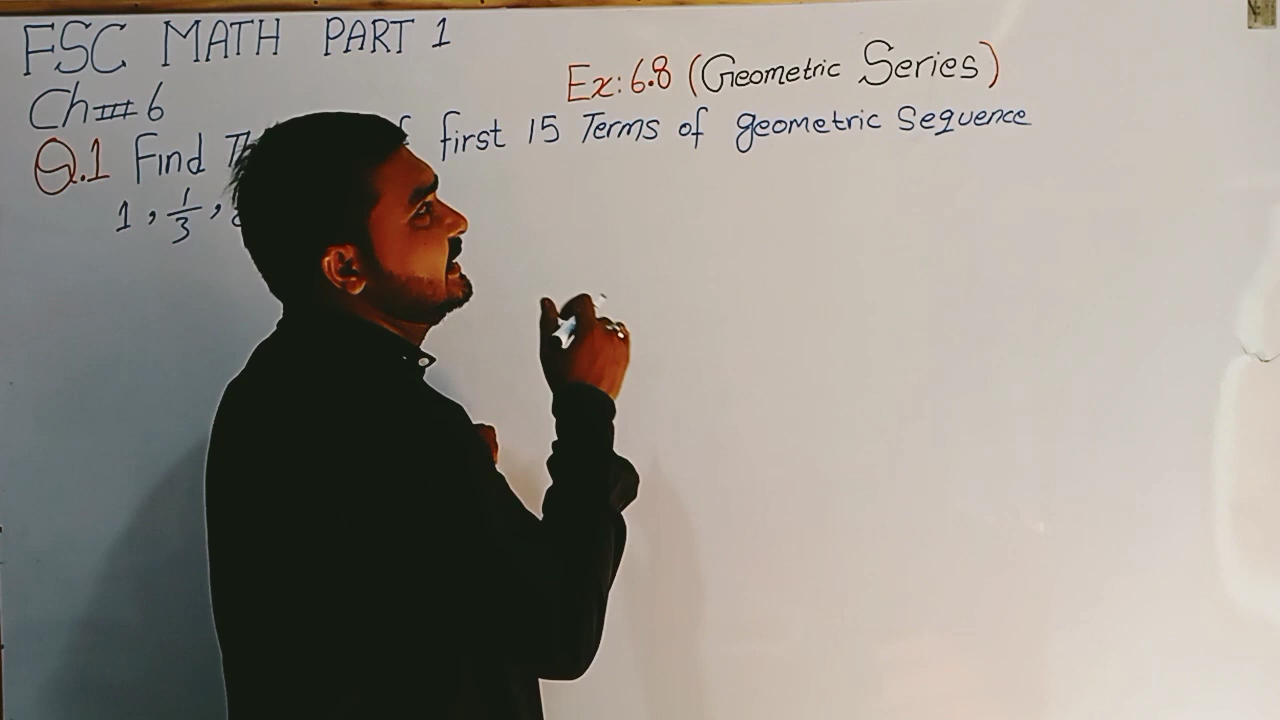 FSC MATH PART 1
Ch # 6
Ex: 6.8 (Geometric Series)
Q.1 Find first 15 Terms of geometric Sequence
1, 1/3,